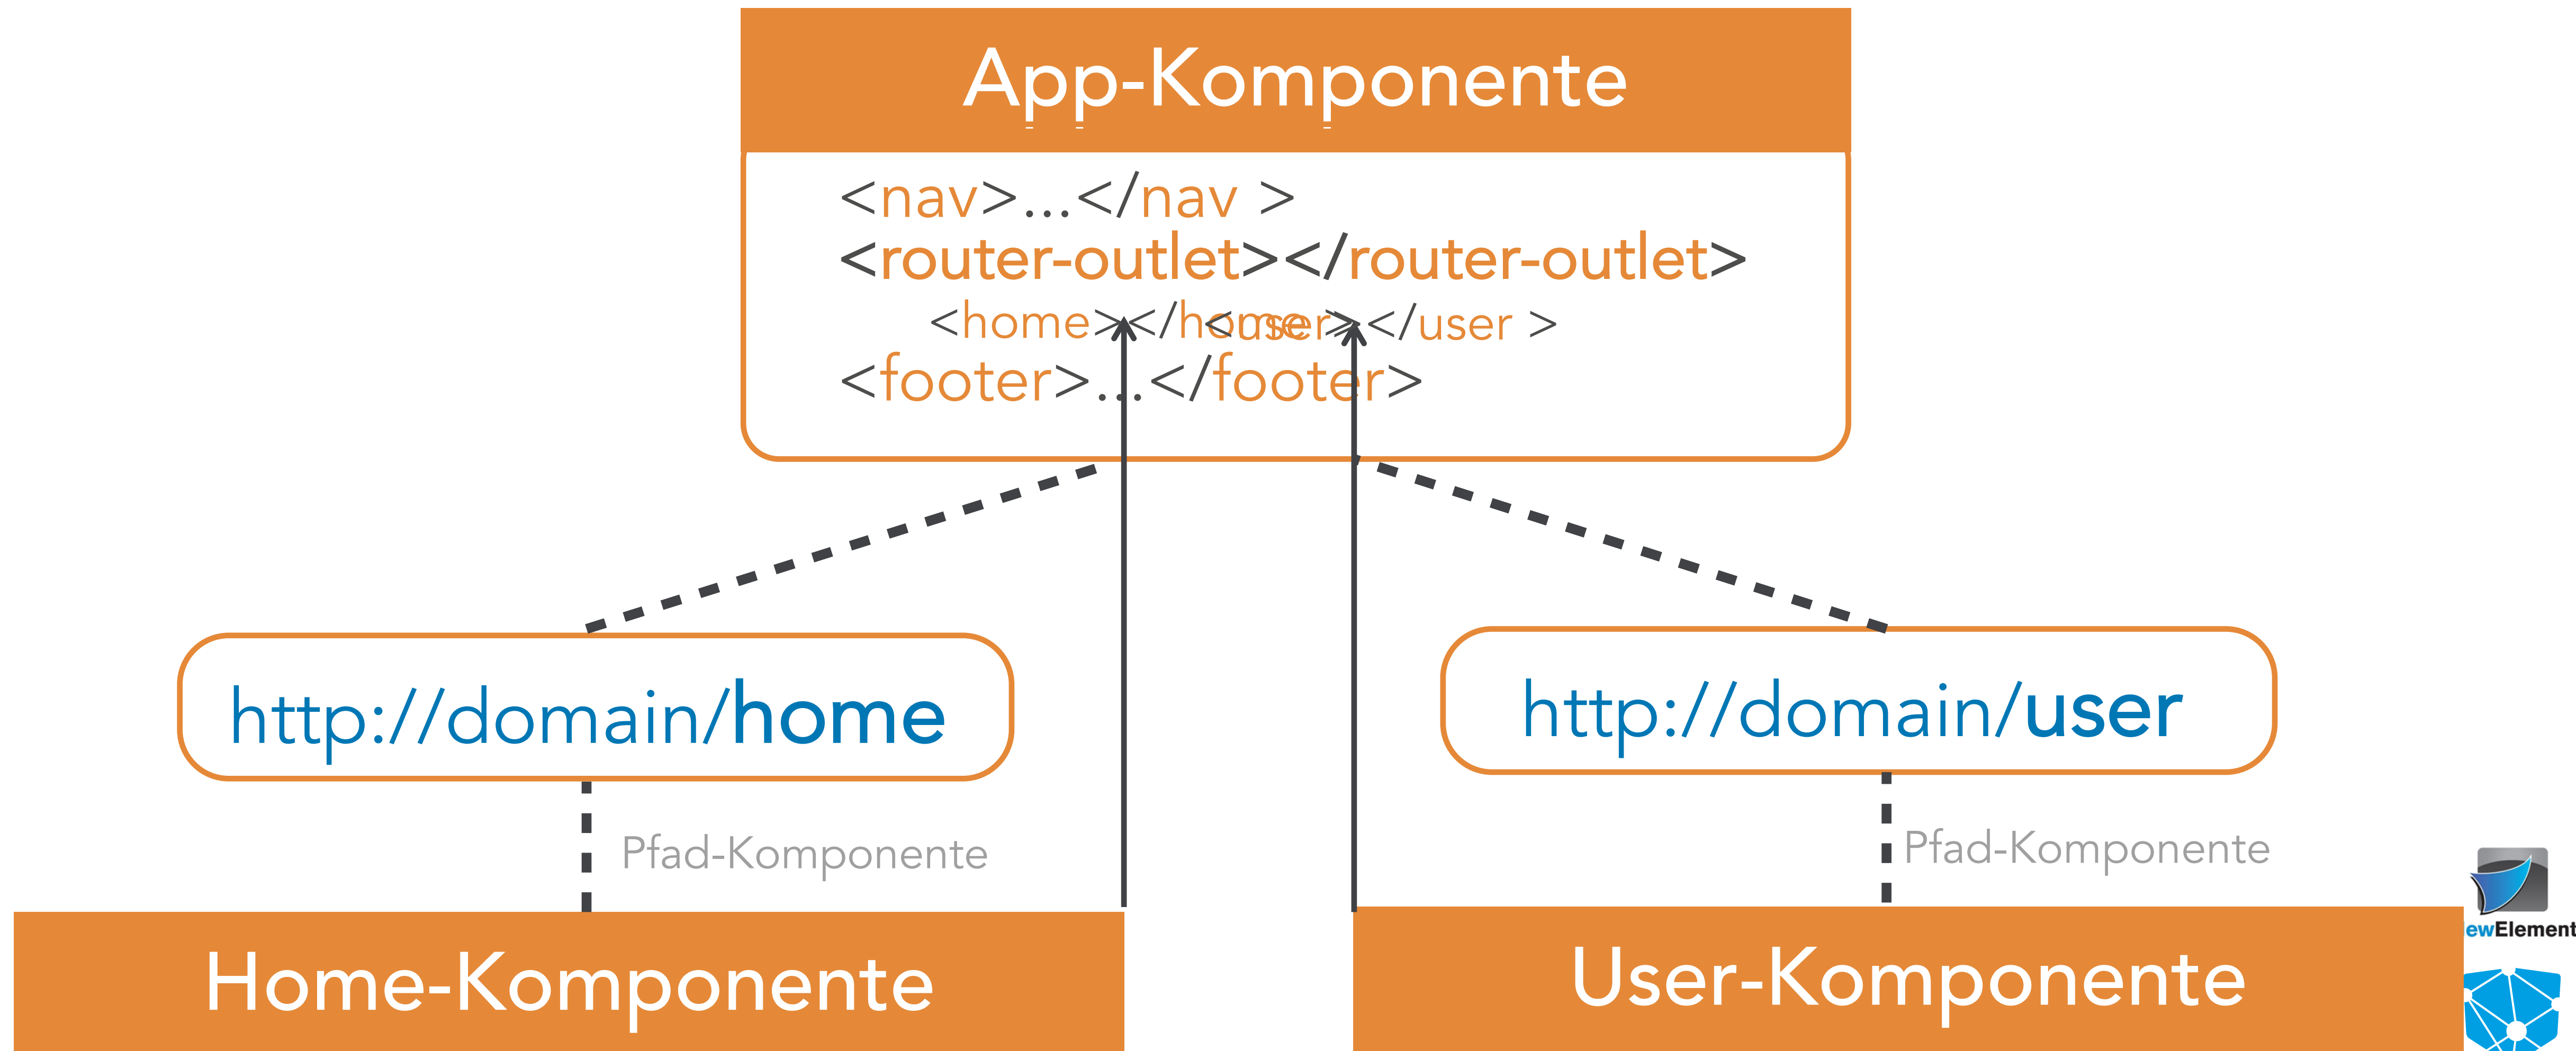 App-Komponente
<nav>...</nav >
<router-outlet></router-outlet>
<home></home >
<user></user >
<footer>...</footer>
http://domain/home
http://domain/user
Pfad-Komponente
Pfad-Komponente
ewElement
Home-Komponente
User-Komponente